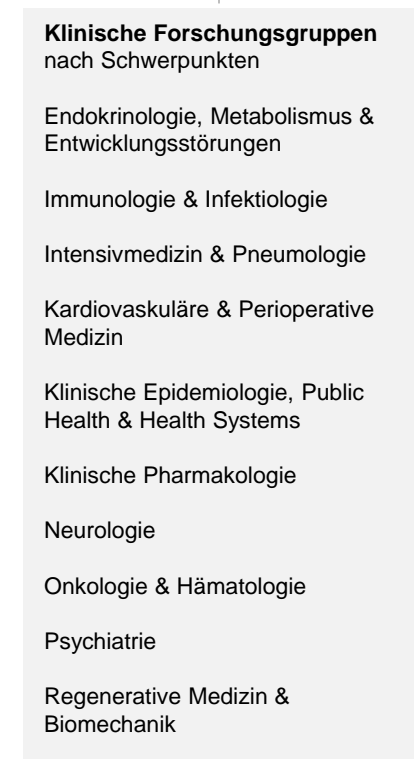 Klinische Forschungsgruppen
nach Schwerpunkten
Endokrinologie, Metabolismus &
Entwicklungsstörungen
Immunologie & Infektiologie
Intensivmedizin & Pneumologie
Kardiovaskuläre & Perioperative
Medizin
Klinische Epidemiologie, Public
Health & Health Systems
Klinische Pharmakologie
Neurologie
Onkologie & Hämatologie
Psychiatrie
Regenerative Medizin &
Biomechanik